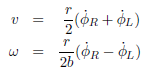 v = r/2(φ̇_R + φ̇_L)
ω = r/2b(φ̇_R − φ̇_L)